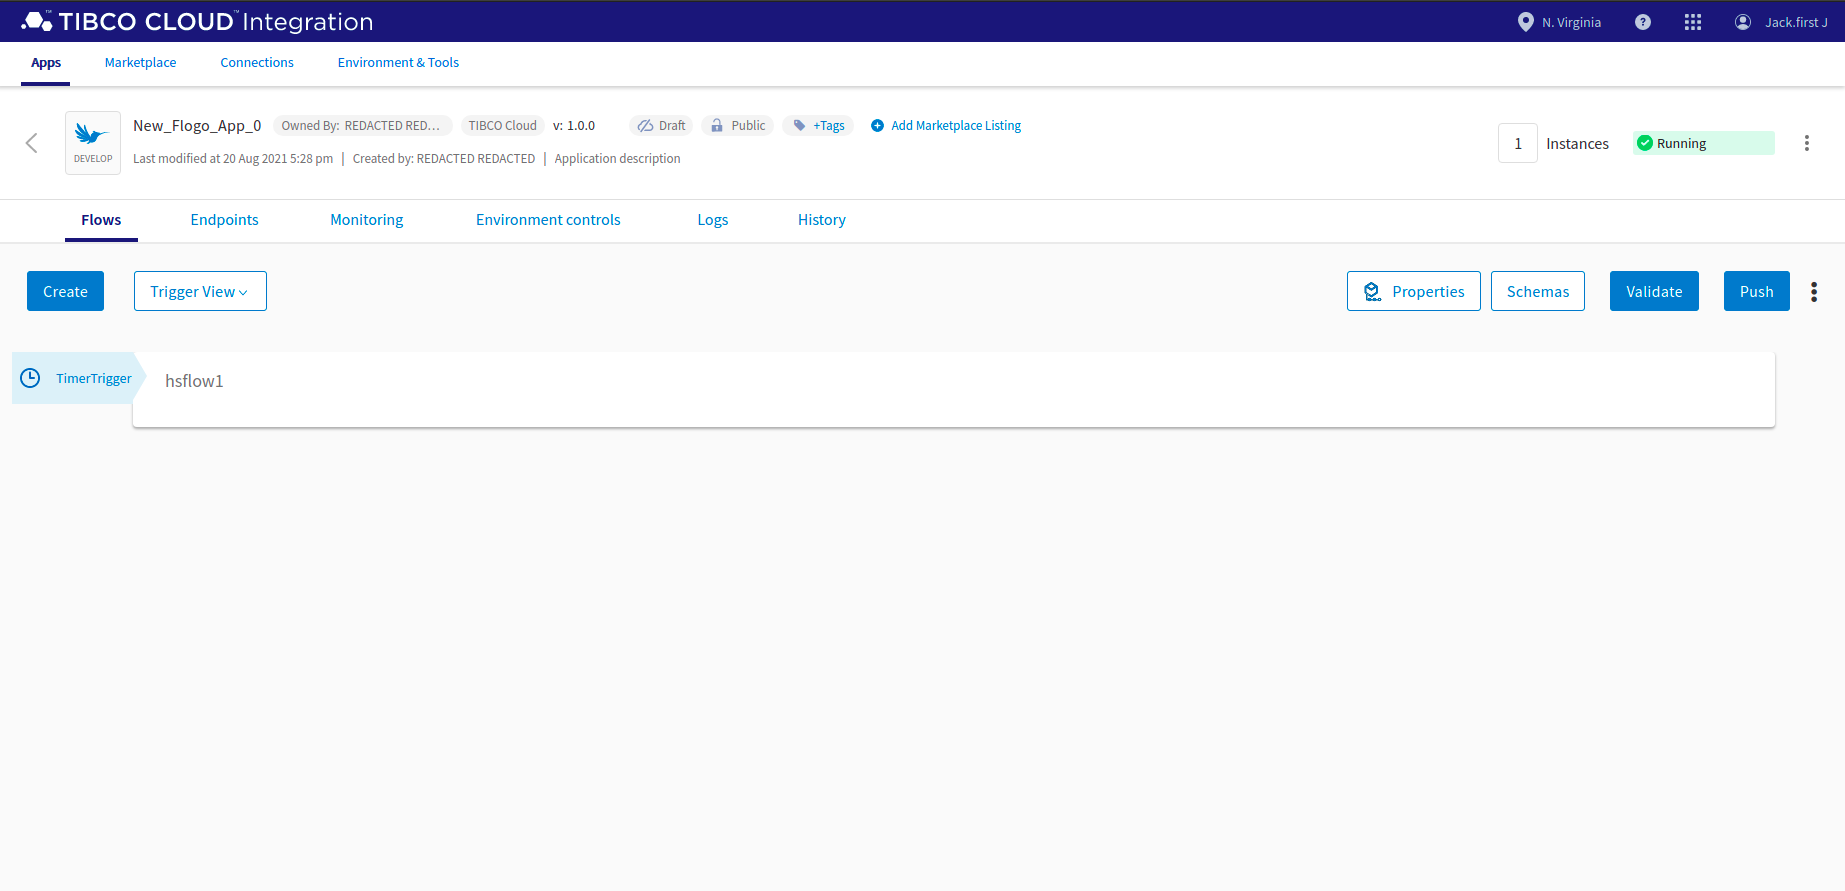 TIBCO CLOUD™ Integration
N. Virginia
Jack.first J
Apps Marketplace Connections Environment & Tools
New_Flogo_App_0 Owned By: REDACTED RED... TIBCO Cloud v: 1.0.0 Draft Public +Tags Add Marketplace Listing
DEVELOP
Last modified at 20 Aug 2021 5:28 pm | Created by: REDACTED REDACTED | Application description
1 Instances Running
Flows Endpoints Monitoring Environment controls Logs History
Create Trigger View Properties Schemas Validate Push
TimerTrigger hsflow1